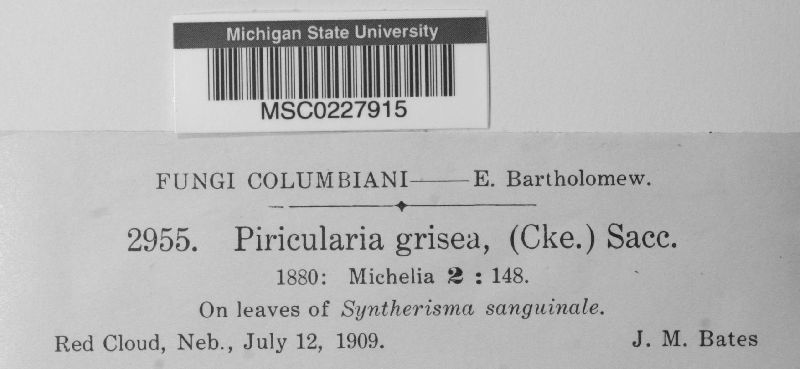 Michigan State University
MSC0227915
FUNGI COLUMBIANI—E. Bartholomew.
2955. Piricularia grisea, (Cke.) Sacc.
1880: Michelia 2 : 148.
On leaves of Syntherisma sanguinale.
Red Cloud, Neb., July 12, 1909. J. M. Bates